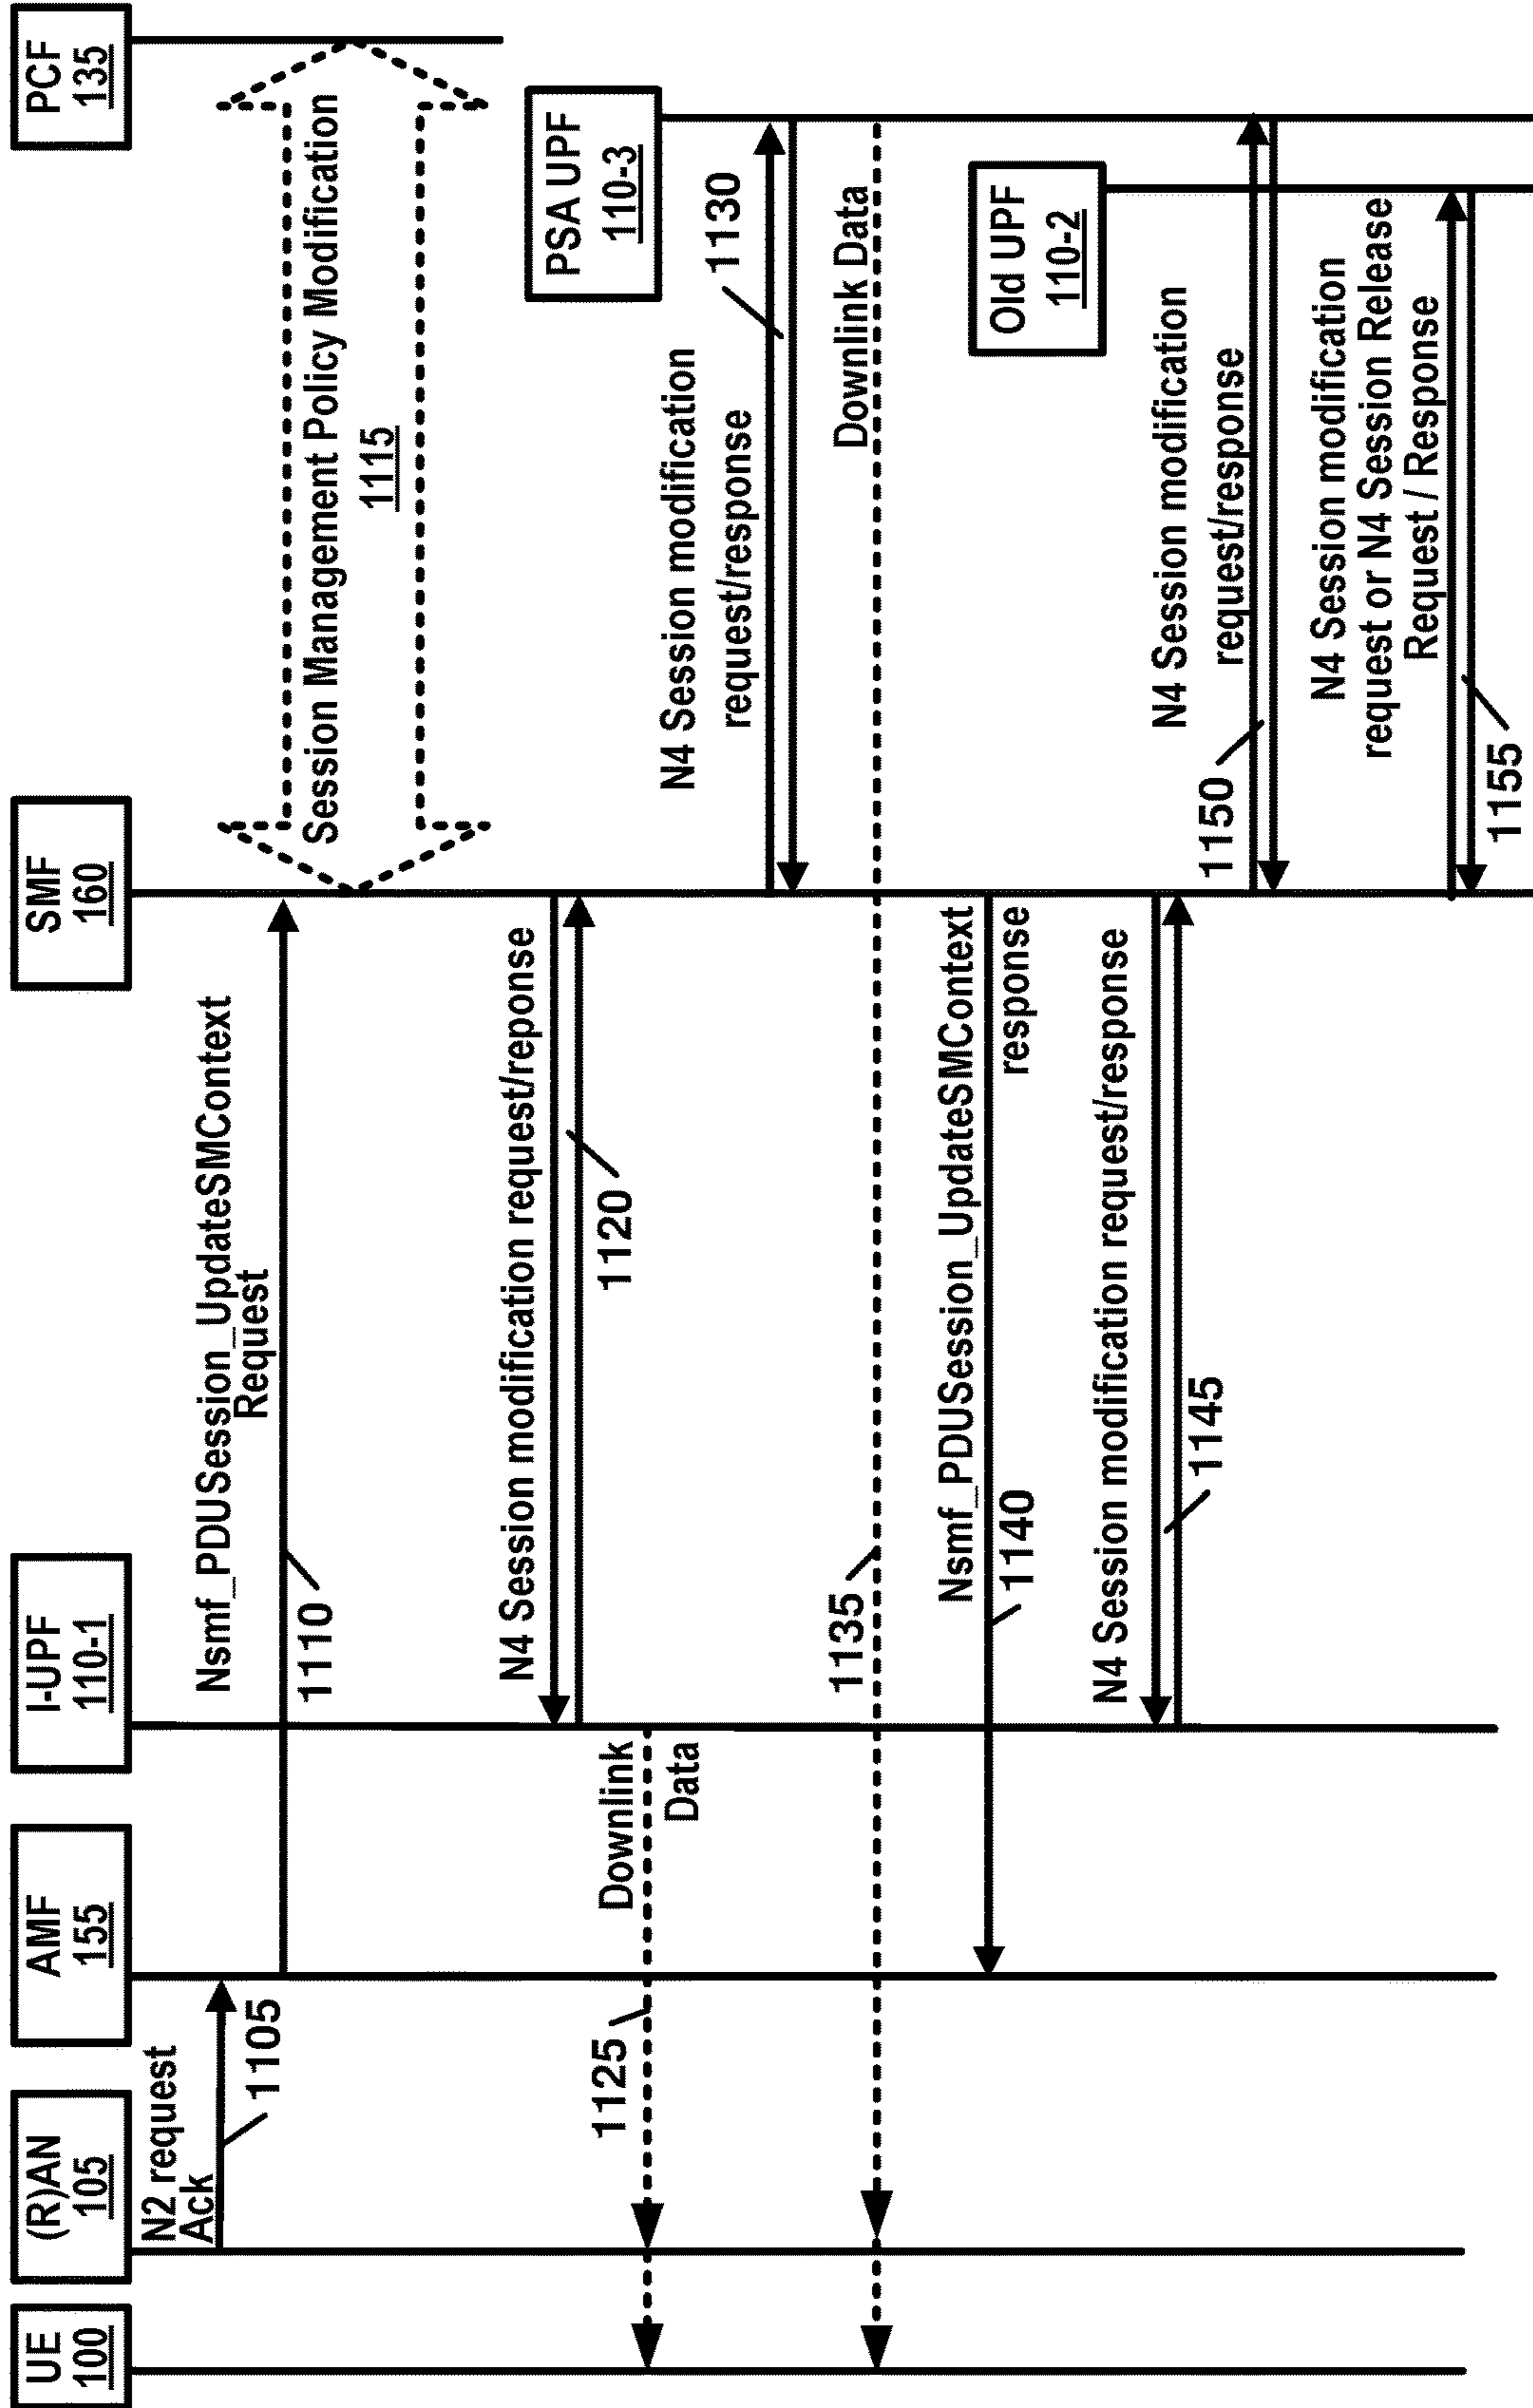 UE
100
(R)AN
105
AMF
155
I-UPF
110-1
SMF
160
PCF
135
N2 request
Ack
1105
Nsmf_PDUSession_UpdateSMContext
Request
1110
Session Management Policy Modification
1115
N4 Session modification request/reponse
1120
PSA UPF
110-3
Downlink
Data
1125
N4 Session modification
request/response
1130
Downlink Data
1135
Nsmf_PDUSession_UpdateSMContext
response
1140
Old UPF
110-2
N4 Session modification request/response
1145
N4 Session modification
request/response
1150
N4 Session modification
request or N4 Session Release
Request / Response
1155